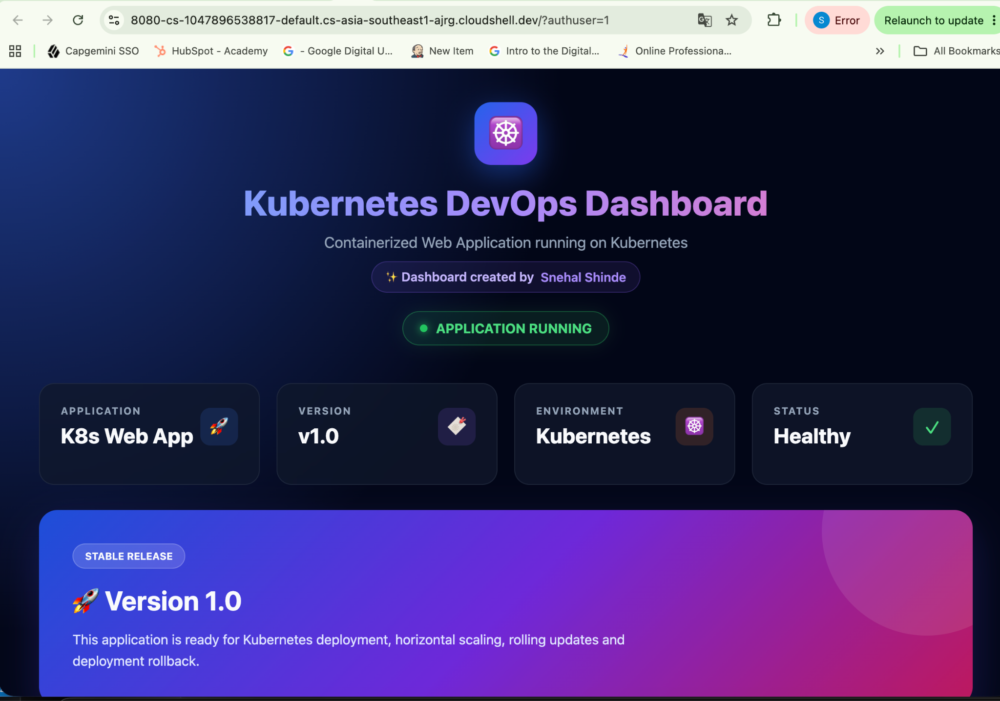 8080-cs-1047896538817-default.cs-asia-southeast1-ajrg.cloudshell.dev/?authuser=1
S Error
Relaunch to update
Capgemini SSO
HubSpot - Academy
- Google Digital U...
New Item
Intro to the Digital...
Online Professiona...
All Bookmarks
Kubernetes DevOps Dashboard
Containerized Web Application running on Kubernetes
✨ Dashboard created by Snehal Shinde
APPLICATION RUNNING
APPLICATION
K8s Web App
VERSION
v1.0
ENVIRONMENT
Kubernetes
STATUS
Healthy
STABLE RELEASE
🚀 Version 1.0
This application is ready for Kubernetes deployment, horizontal scaling, rolling updates and
deployment rollback.